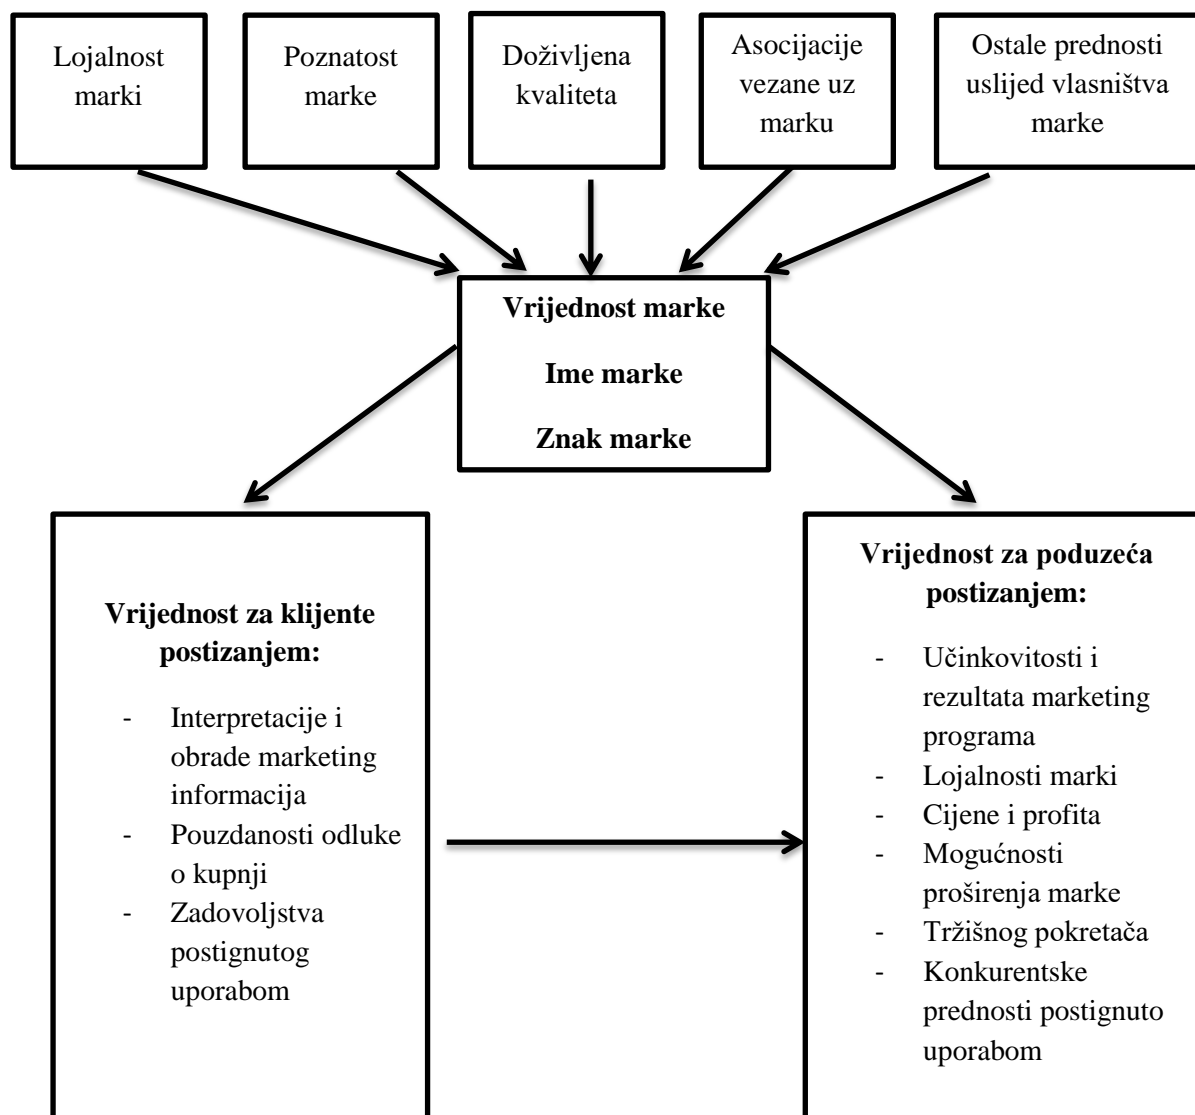 Lojalnost
marki
Poznatost
marke
Doživljena
kvaliteta
Asocijacije
vezane uz
marku
Ostale prednosti
uslijed vlasništva
marke
Vrijednost marke
Ime marke
Znak marke
Vrijednost za klijente
postizanjem:
- Interpretacije i
obrade marketing
informacija
- Pouzdanosti odluke
o kupnji
- Zadovoljstva
postignutog
uporabom
Vrijednost za poduzeća
postizanjem:
- Učinkovitosti i
rezultata marketing
programa
- Lojalnosti marki
- Cijene i profita
- Mogućnosti
proširenja marke
- Tržišnog pokretača
- Konkurentske
prednosti postignuto
uporabom